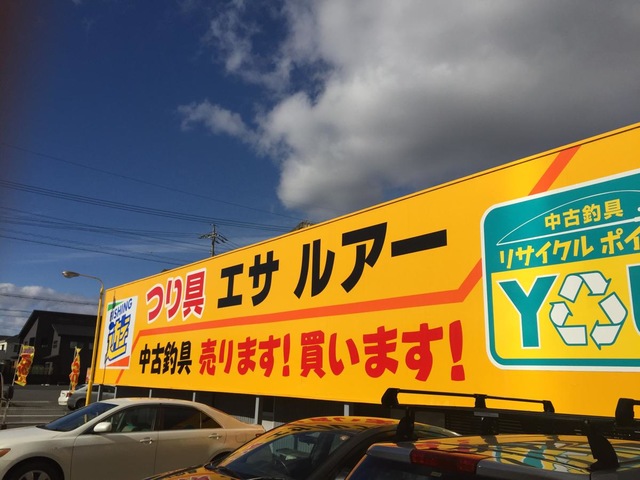 つり具 エサ ルアー
FISHING
遊
中古釣具 売ります! 買います!
中古釣具
リサイクル ポイ
Y